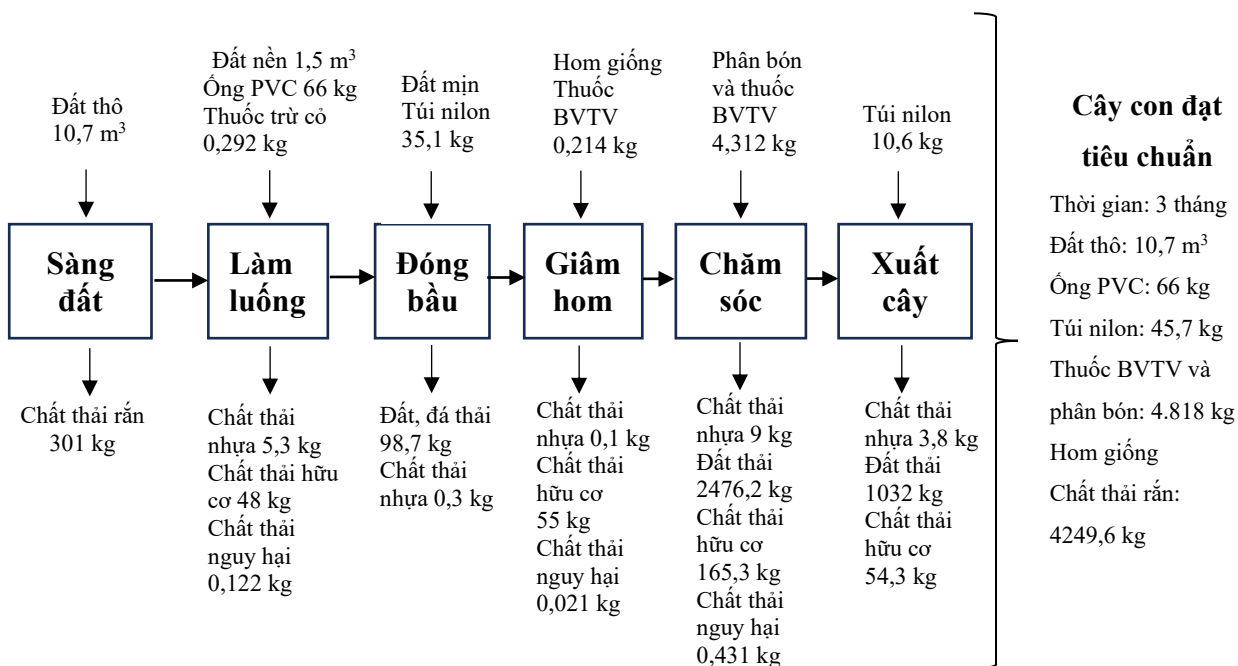 Đất thô
10,7 m³
Đất nền 1,5 m³
Ống PVC 66 kg
Thuốc trừ cỏ
0,292 kg
Đất mịn
Túi nilon
35,1 kg
Hom giống
Thuốc
BVTV
0,214 kg
Phân bón
và thuốc
BVTV
4,312 kg
Túi nilon
10,6 kg
Sàng
đất
Làm
luống
Đóng
bầu
Giâm
hom
Chăm
sóc
Xuất
cây
Chất thải rắn
301 kg
Chất thải
nhựa 5,3 kg
Chất thải hữu
cơ 48 kg
Chất thải
nguy hại
0,122 kg
Đất, đá thải
98,7 kg
Chất thải
nhựa 0,3 kg
Chất thải
nhựa 0,1 kg
Chất thải
hữu cơ
55 kg
Chất thải
nguy hại
0,021 kg
Chất thải
nhựa 9 kg
Đất thải
2476,2 kg
Chất thải
hữu cơ
165,3 kg
Chất thải
nguy hại
0,431 kg
Chất thải
nhựa 3,8 kg
Đất thải
1032 kg
Chất thải
hữu cơ
54,3 kg
Cây con đạt
tiêu chuẩn
Thời gian: 3 tháng
Đất thô: 10,7 m³
Ống PVC: 66 kg
Túi nilon: 45,7 kg
Thuốc BVTV và
phân bón: 4.818 kg
Hom giống
Chất thải rắn:
4249,6 kg